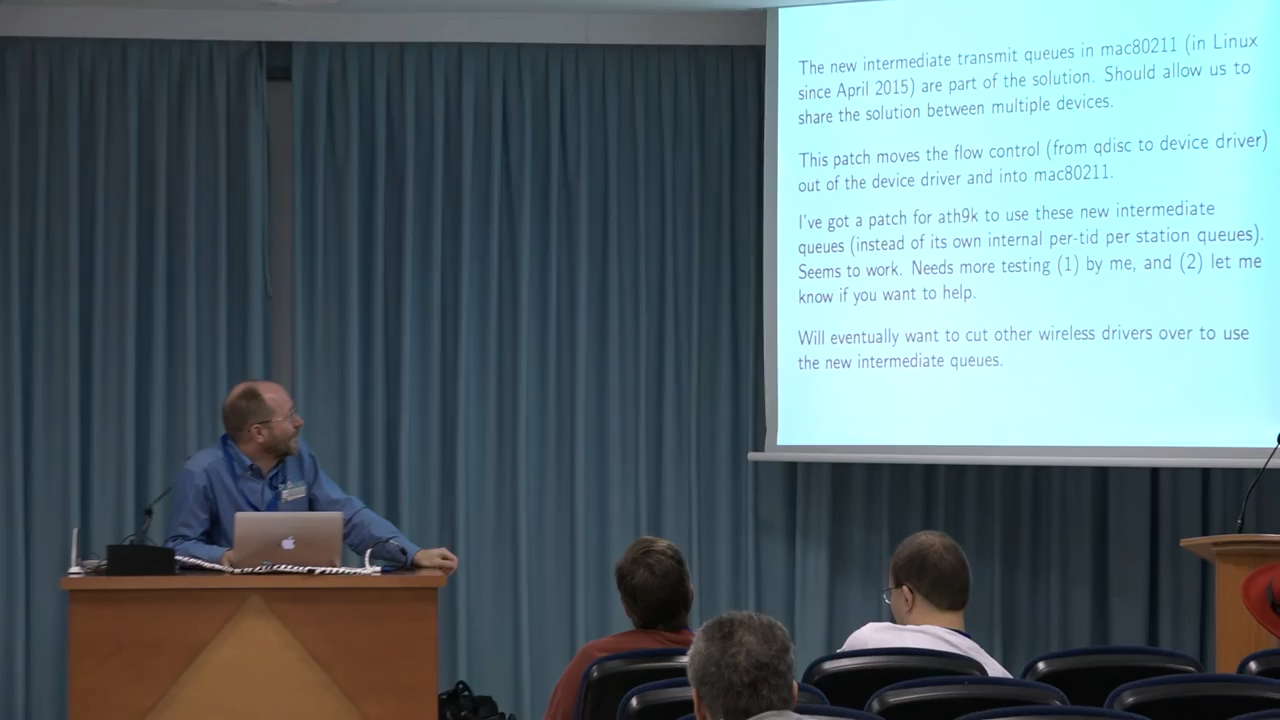 The new intermediate transmit queues in mac80211 (in Linux
since April 2015) are part of the solution. Should allow us to
share the solution between multiple devices.
This patch moves the flow control (from qdisc to device driver)
out of the device driver and into mac80211.
I've got a patch for ath9k to use these new intermediate
queues (instead of its own internal per-tid per station queues).
Seems to work. Needs more testing (1) by me, and (2) let me
know if you want to help.
Will eventually want to cut other wireless drivers over to use
the new intermediate queues.